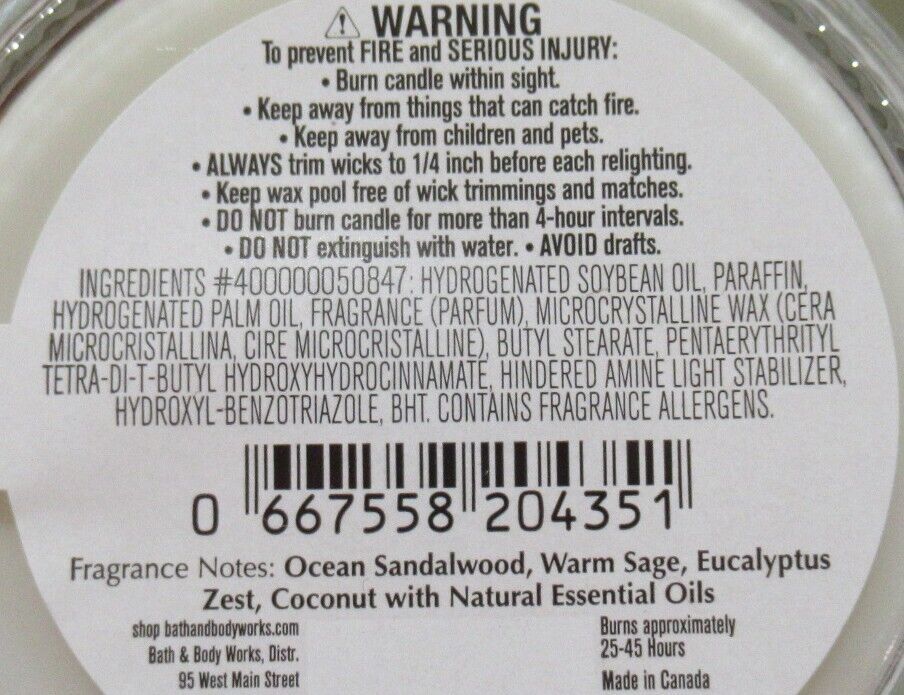 ⚠ WARNING
To prevent FIRE and SERIOUS INJURY:
• Burn candle within sight.
• Keep away from things that can catch fire.
• Keep away from children and pets.
• ALWAYS trim wicks to 1/4 inch before each relighting.
• Keep wax pool free of wick trimmings and matches.
• DO NOT burn candle for more than 4-hour intervals.
• DO NOT extinguish with water. • AVOID drafts.
INGREDIENTS #400000050847: HYDROGENATED SOYBEAN OIL, PARAFFIN,
HYDROGENATED PALM OIL, FRAGRANCE (PARFUM), MICROCRYSTALLINE WAX (CERA
MICROCRISTALLINA, CIRE MICROCRISTALLINE), BUTYL STEARATE, PENTAERYTHRITYL
TETRA-DI-T-BUTYL HYDROXYHYDROCINNAMATE, HINDERED AMINE LIGHT STABILIZER,
HYDROXYL-BENZOTRIAZOLE, BHT. CONTAINS FRAGRANCE ALLERGENS.
0 667558 204351
Fragrance Notes: Ocean Sandalwood, Warm Sage, Eucalyptus
Zest, Coconut with Natural Essential Oils
shop bathandbodyworks.com
Bath & Body Works, Distr.
95 West Main Street
Burns approximately
25-45 Hours
Made in Canada